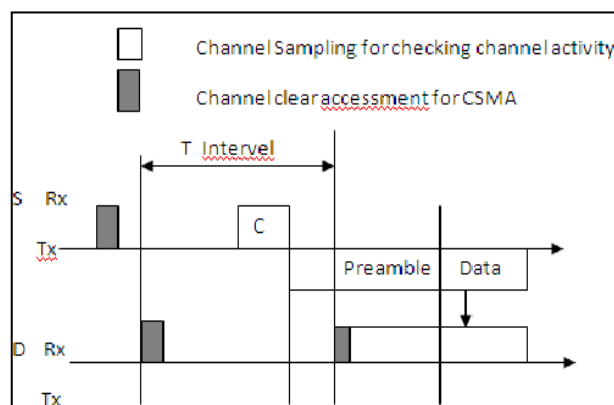 Channel Sampling for checking channel activity
Channel clear accessment for CSMA
T Intervel
S Rx
C
Tx
Preamble Data
D Rx
Tx